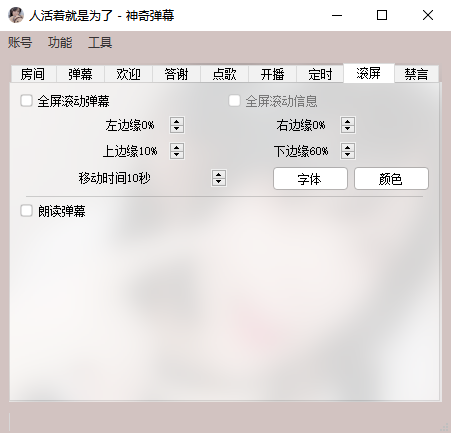 人活着就是为了 - 神奇弹幕
账号 功能 工具
房间 弹幕 欢迎 答谢 点歌 开播 定时 滚屏 禁言
全屏滚动弹幕 全屏滚动信息
左边缘0% 右边缘0%
上边缘10% 下边缘60%
移动时间10秒 字体 颜色
朗读弹幕